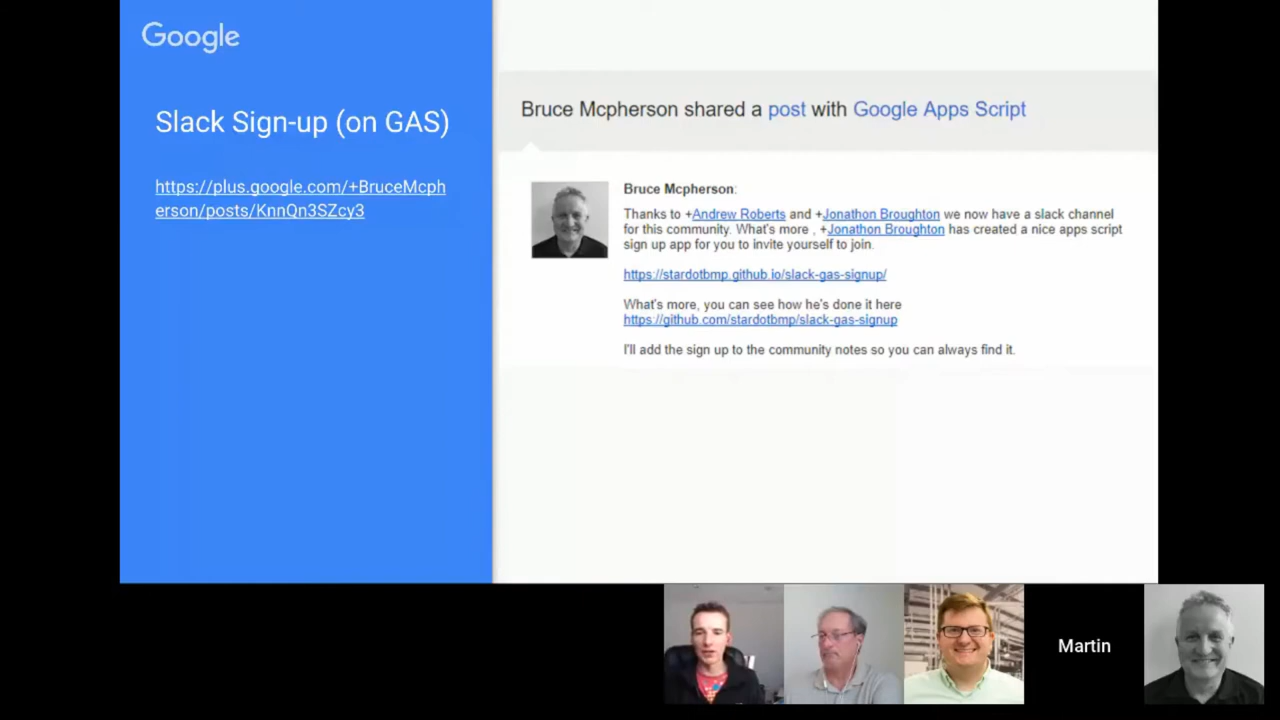 Google
Slack Sign-up (on GAS)
https://plus.google.com/+BruceMcph
erson/posts/KnnQn3SZcy3
Bruce Mcpherson shared a post with Google Apps Script
Bruce Mcpherson:
Thanks to +Andrew Roberts and +Jonathon Broughton we now have a slack channel
for this community. What's more , +Jonathon Broughton has created a nice apps script
sign up app for you to invite yourself to join.
https://stardotbmp.github.io/slack-gas-signup/
What's more, you can see how he's done it here
https://github.com/stardotbmp/slack-gas-signup
I'll add the sign up to the community notes so you can always find it.
Martin